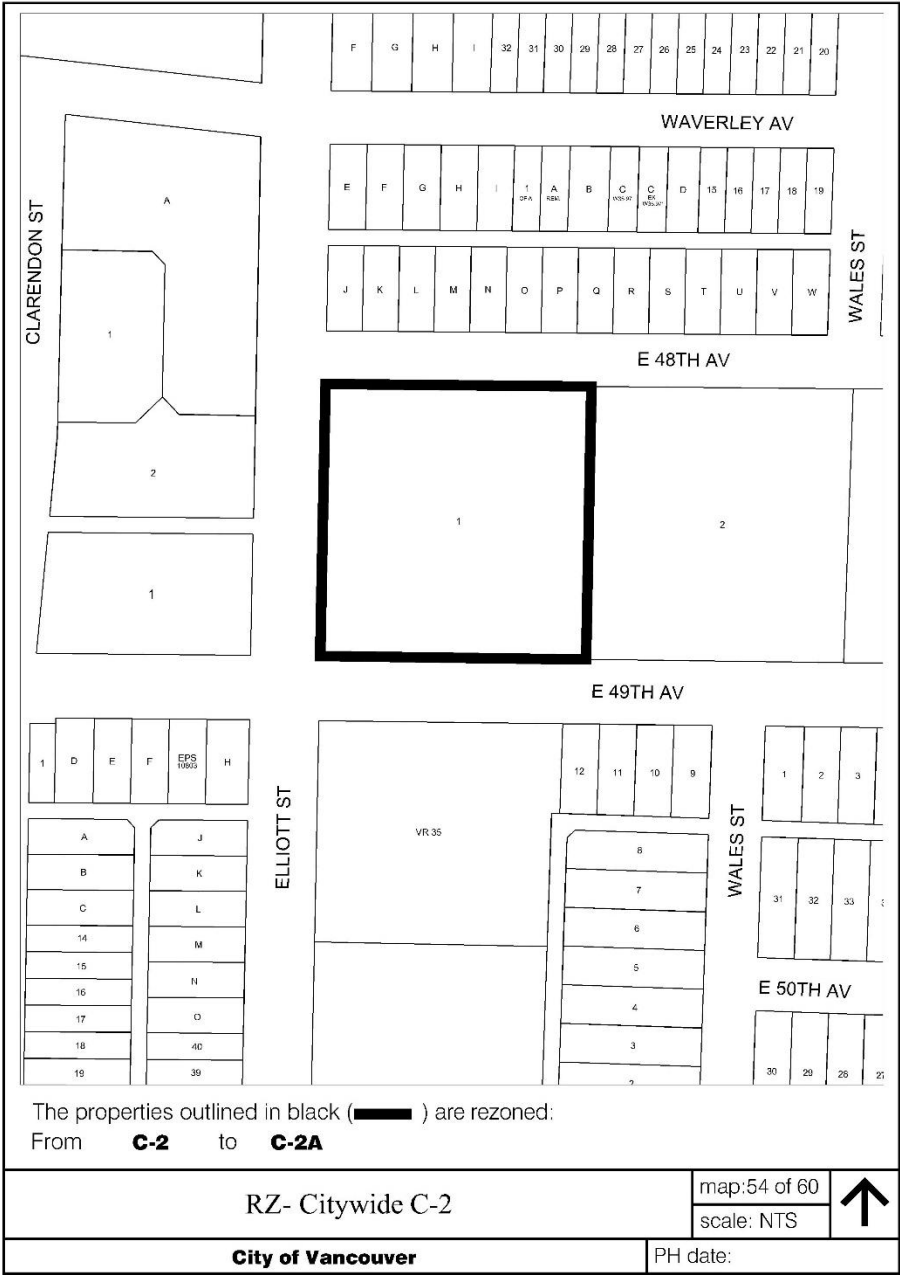 F G H I 32 31 30 29 28 27 26 25 24 23 22 21 20
WAVERLEY AV
E F G H I 1 A B C C D 15 16 17 18 19
REM. EX
A
CLARENDON ST
WALES ST
J K L M N O P Q R S T U V W
1
E 48TH AV
2
1
2
1
E 49TH AV
1 D E F EPS 10803 H
12 11 10 9
1 2 3
ELLIOTT ST
VR 35
WALES ST
A J
B K
C L
14 M
15 N
16 O
17 40
18 39
19
8
7
6
5
4
3
31 32 33
E 50TH AV
30 29 28 27
The properties outlined in black ( ) are rezoned:
From C-2 to C-2A
RZ- Citywide C-2
map:54 of 60
scale: NTS
City of Vancouver
PH date: